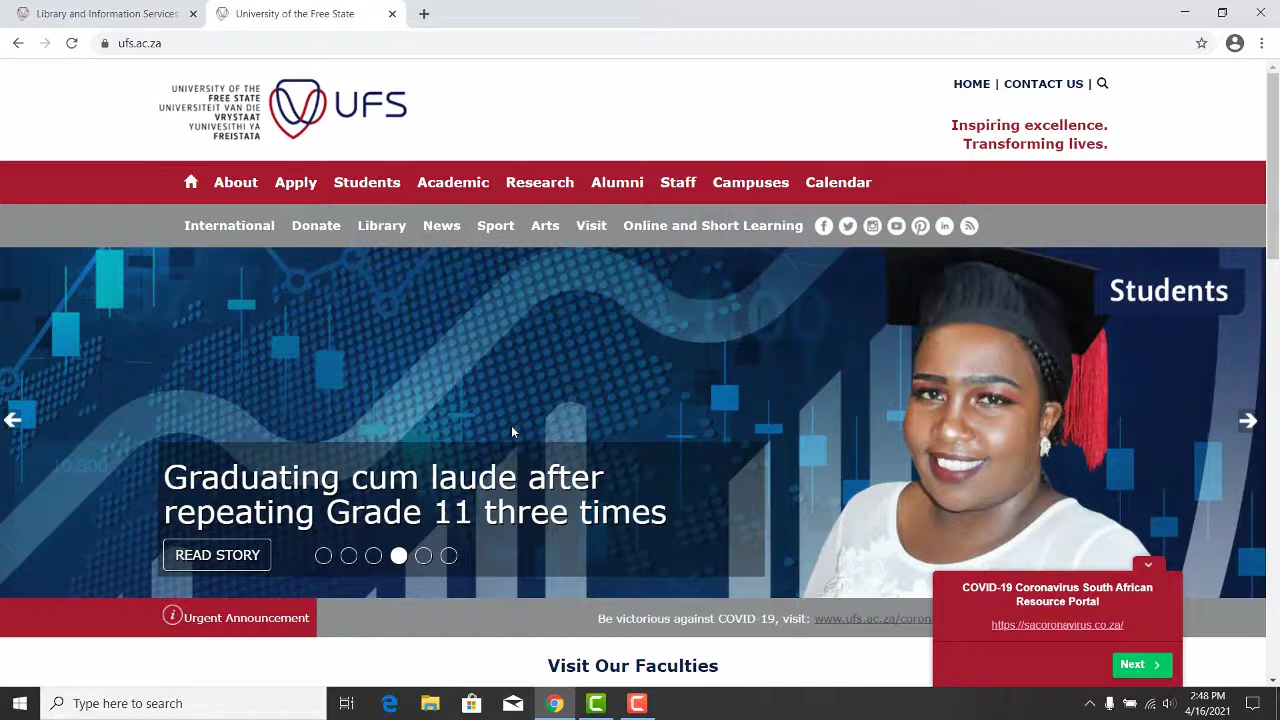 Library and Information Services
ufs.ac.za
UNIVERSITY OF THE
FREE STATE
UNIVERSITEIT VAN DIE
VRYSTAAT
YUNIVESITHI YA
FREISTATA
UFS
HOME | CONTACT US |
Inspiring excellence.
Transforming lives.
About Apply Students Academic Research Alumni Staff Campuses Calendar
International Donate Library News Sport Arts Visit Online and Short Learning
Students
Graduating cum laude after
repeating Grade 11 three times
READ STORY
COVID-19 Coronavirus South African
Resource Portal
https://sacoronavirus.co.za/
Urgent Announcement
Be victorious against COVID-19, visit: www.ufs.ac.za/coron
Next
Visit Our Faculties
Type here to search
2:48 PM
4/16/2021